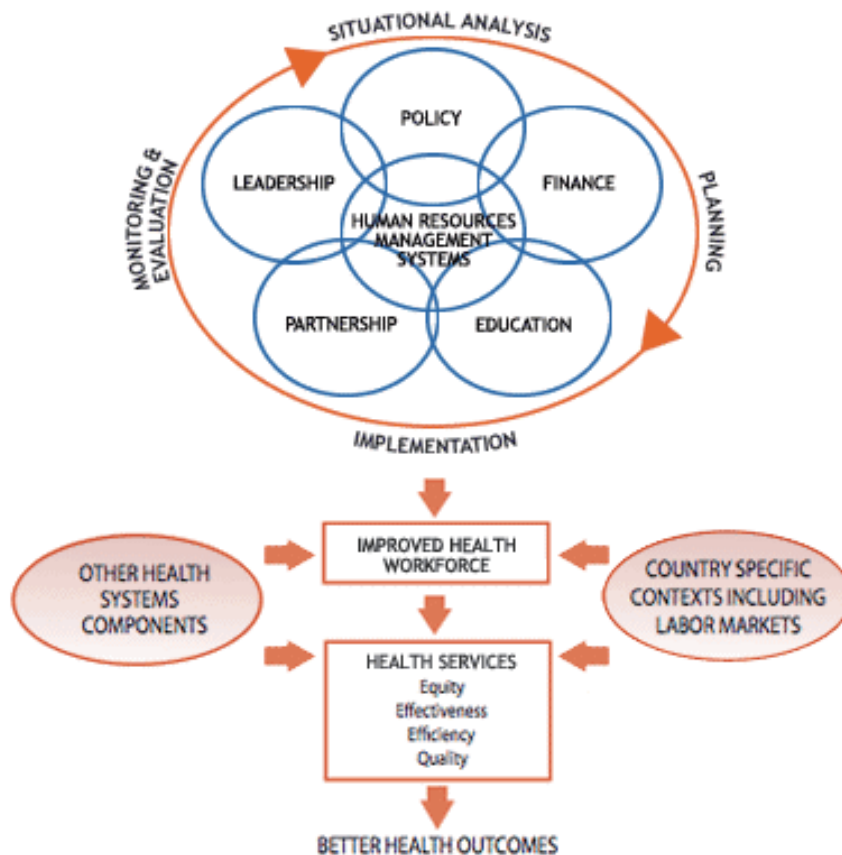 SITUATIONAL ANALYSIS
POLICY
LEADERSHIP
FINANCE
MONITORING &
EVALUATION
PLANNING
HUMAN RESOURCES
MANAGEMENT
SYSTEMS
PARTNERSHIP
EDUCATION
IMPLEMENTATION
IMPROVED HEALTH
WORKFORCE
OTHER HEALTH
SYSTEMS
COMPONENTS
COUNTRY SPECIFIC
CONTEXTS INCLUDING
LABOR MARKETS
HEALTH SERVICES
Equity
Effectiveness
Efficiency
Quality
BETTER HEALTH OUTCOMES